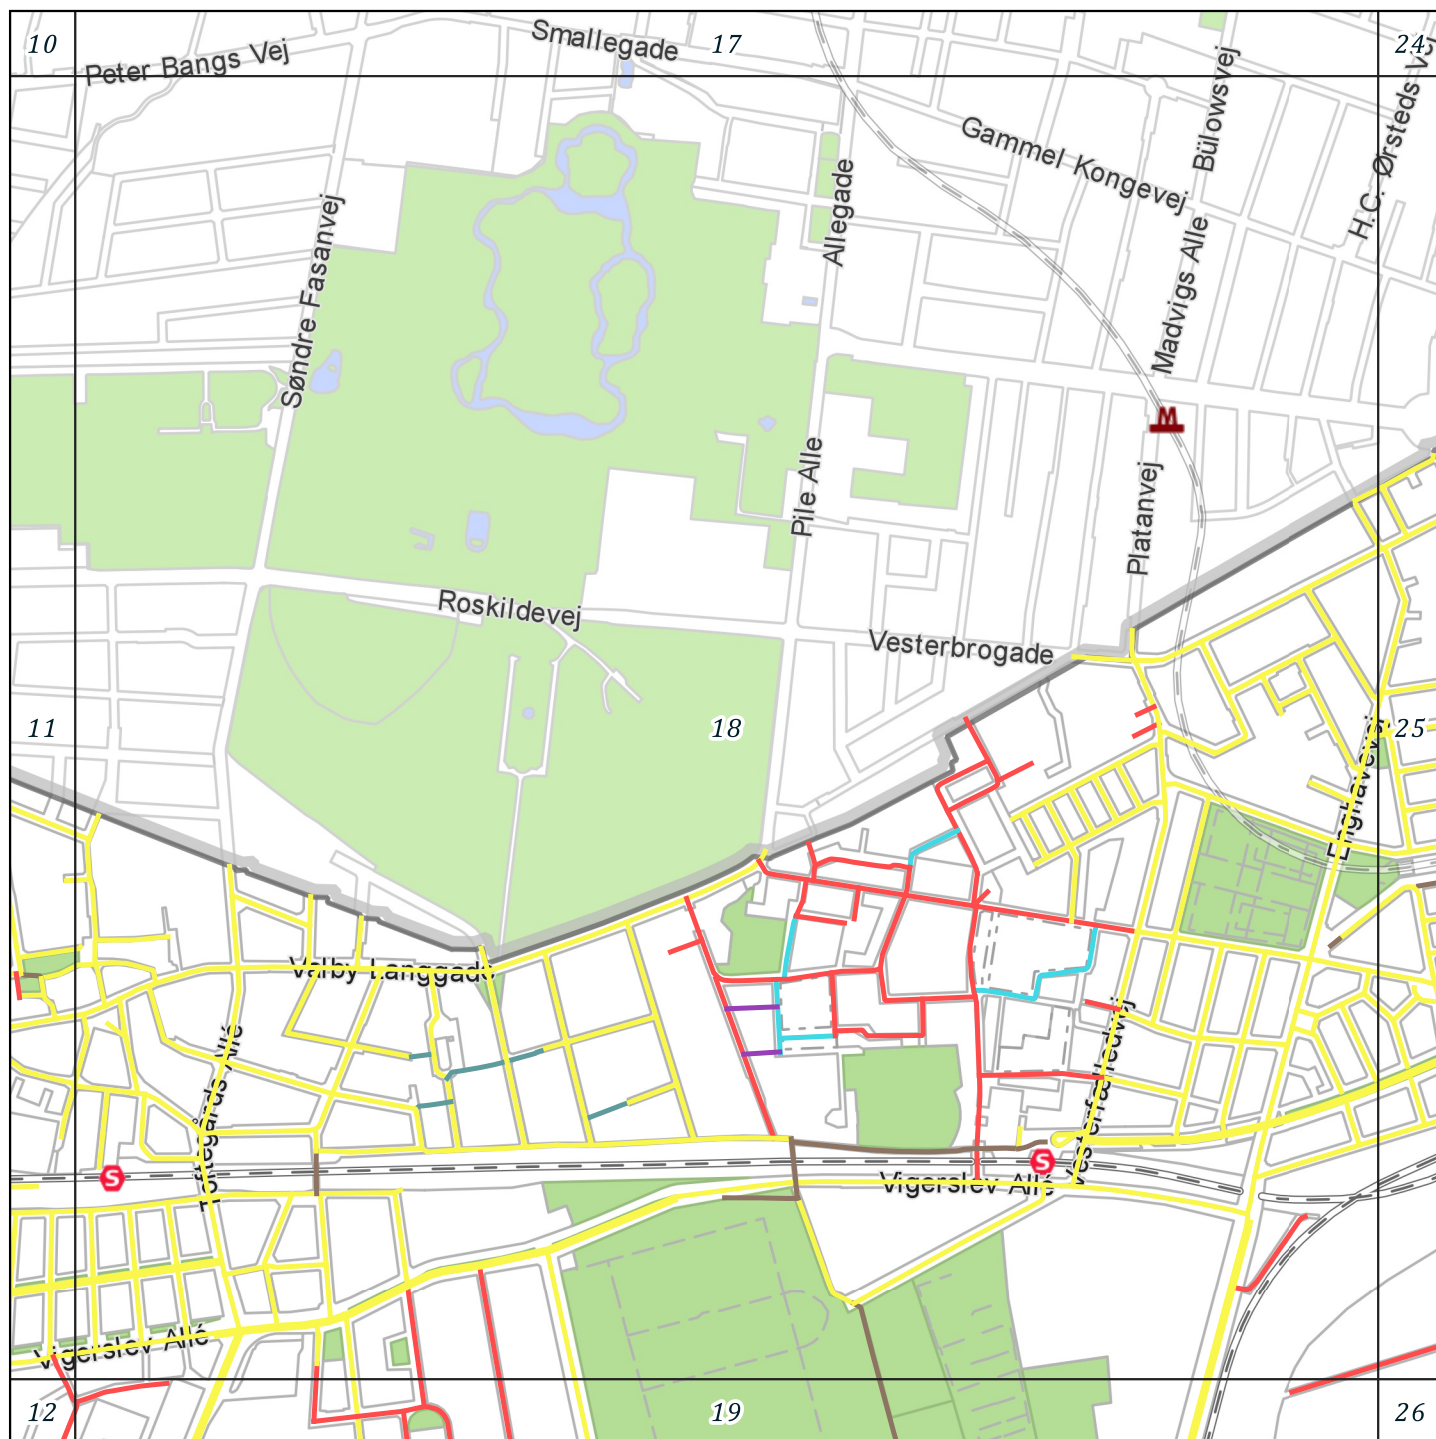 10
17
24
Peter Bangs Vej
Smallegade
Gammel Kongevej
Bülowsvej
H.C. Ørsteds Vej
Søndre Fasanvej
Allegade
Madvigs Alle
M
Pile Alle
Platanvej
Roskildevej
Vesterbrogade
11
18
25
Enghavevej
Valby Langgade
Toftegårds Allé
Vesterfælledvej
S
S
Vigerslev Allé
Vigerslev Allé
12
19
26